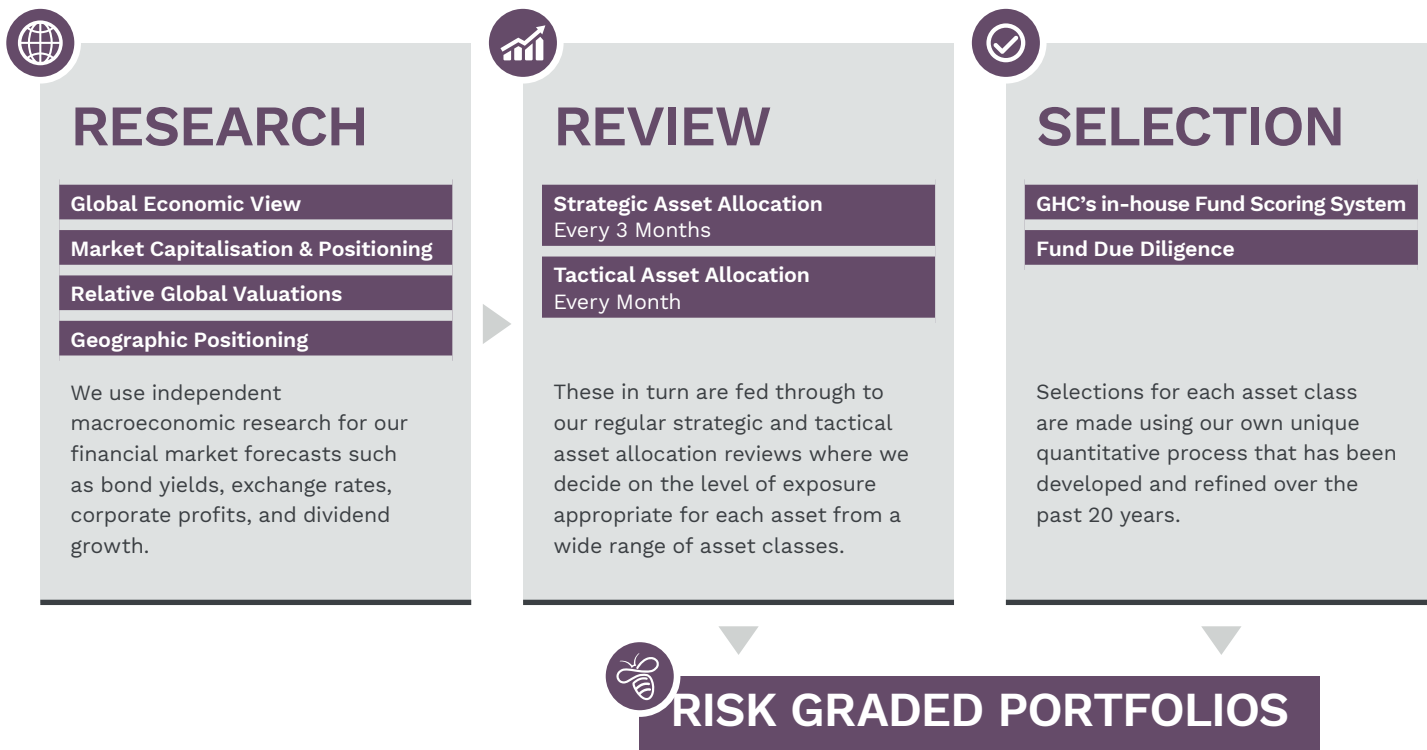 RESEARCH
Global Economic View
Market Capitalisation & Positioning
Relative Global Valuations
Geographic Positioning
We use independent
macroeconomic research for our
financial market forecasts such
as bond yields, exchange rates,
corporate profits, and dividend
growth.
REVIEW
Strategic Asset Allocation
Every 3 Months
Tactical Asset Allocation
Every Month
These in turn are fed through to
our regular strategic and tactical
asset allocation reviews where we
decide on the level of exposure
appropriate for each asset from a
wide range of asset classes.
SELECTION
GHC’s in-house Fund Scoring System
Fund Due Diligence
Selections for each asset class
are made using our own unique
quantitative process that has been
developed and refined over the
past 20 years.
RISK GRADED PORTFOLIOS